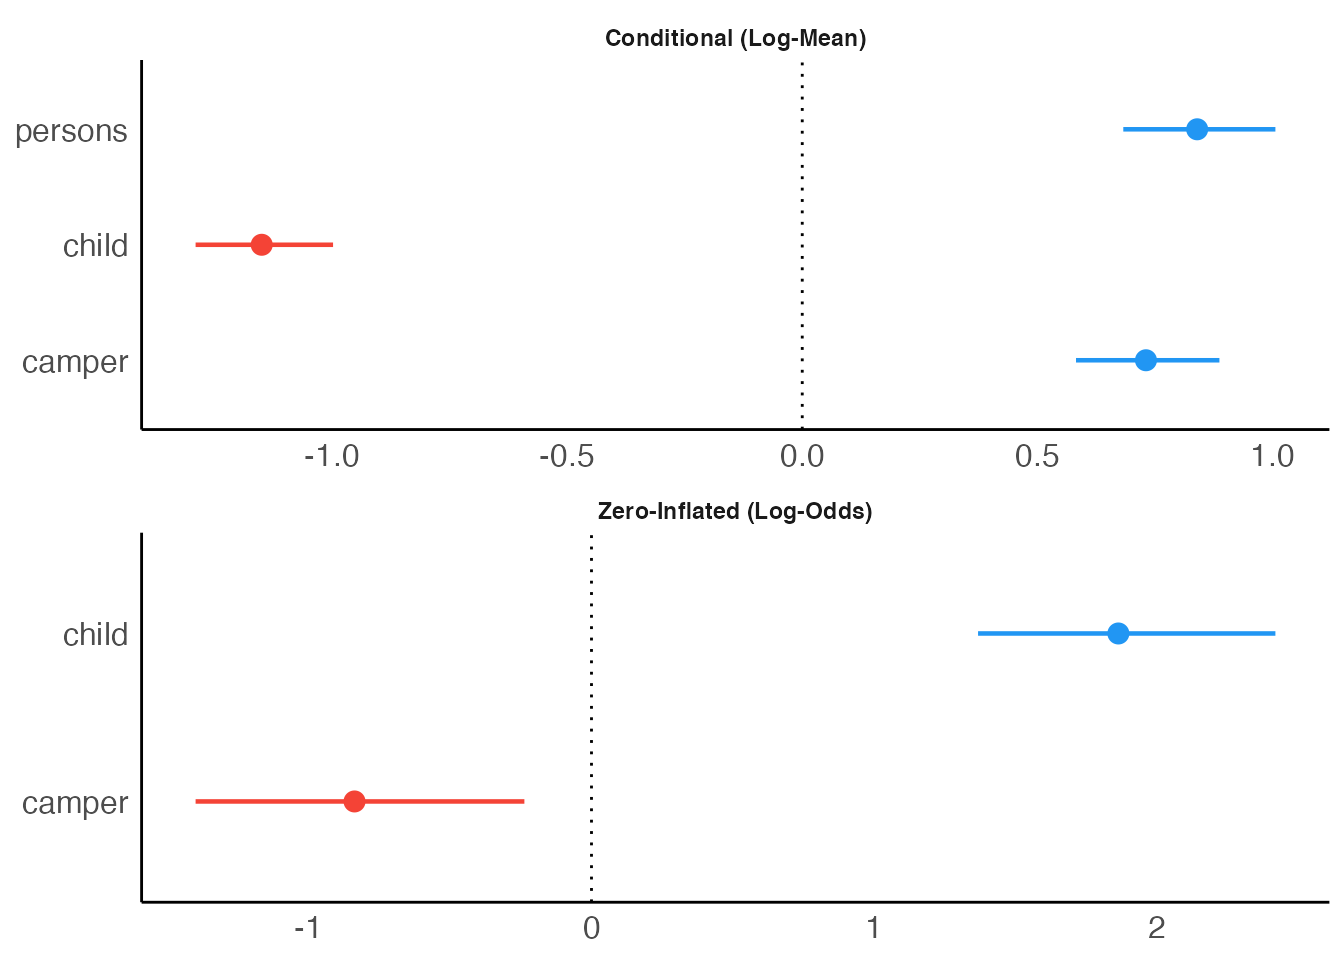 Conditional (Log-Mean)
persons
child
camper
-1.0 -0.5 0.0 0.5 1.0
Zero-Inflated (Log-Odds)
child
camper
-1 0 1 2